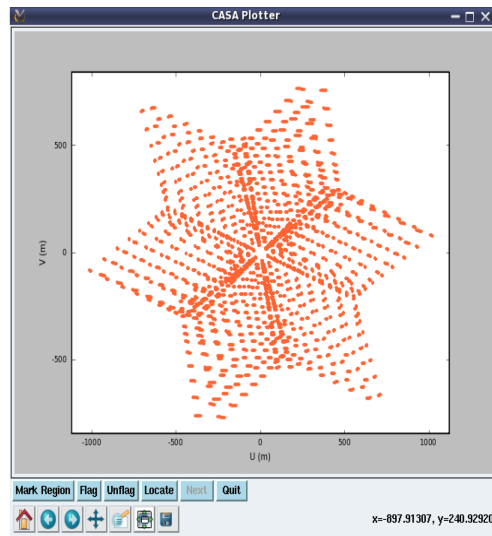 CASA Plotter
500
0
-500
V (m)
-1000 -500 0 500 1000
U (m)
Mark Region Flag Unflag Locate Next Quit
x=-897.91307, y=240.92920